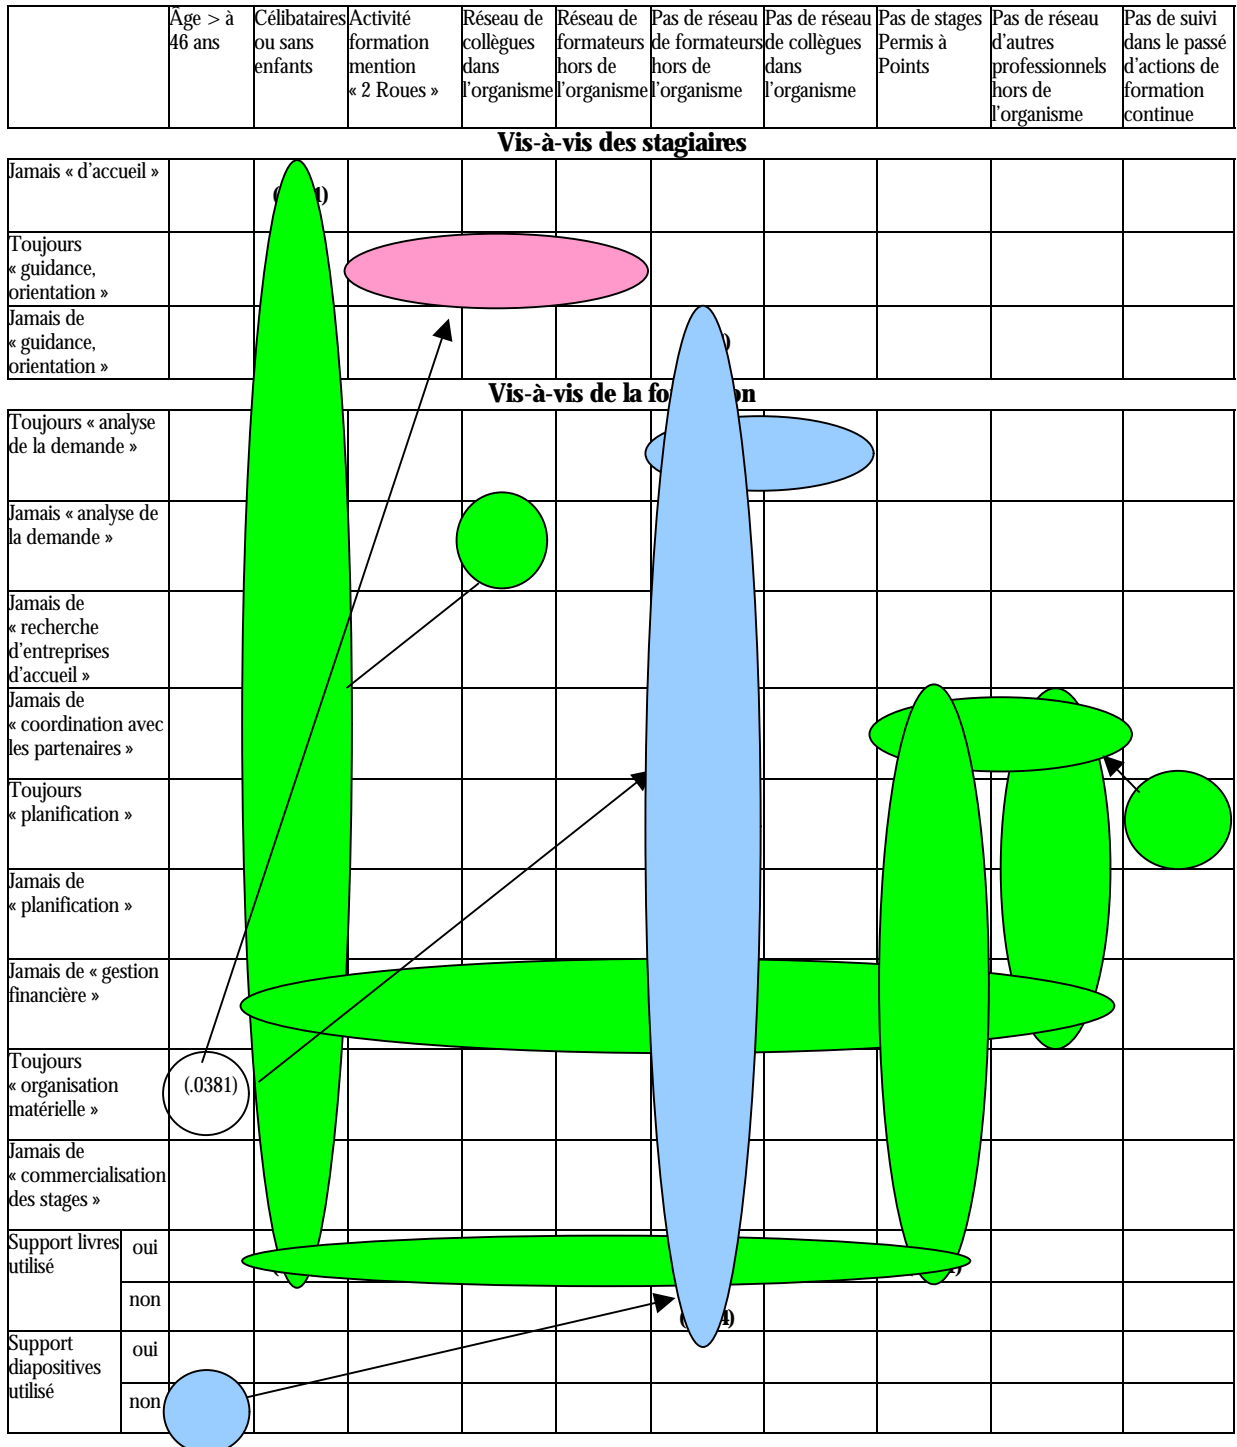 Âge > à
46 ans
Célibataires
ou sans
enfants
Activité
formation
mention
« 2 Roues »
Réseau de
collègues
dans
l'organisme
Réseau de
formateurs
hors de
l'organisme
Pas de réseau
de formateurs
hors de
l'organisme
Pas de réseau
de collègues
dans
l'organisme
Pas de stages
Permis à
Points
Pas de réseau
d'autres
professionnels
hors de
l'organisme
Pas de suivi
dans le passé
d'actions de
formation
continue
Vis-à-vis des stagiaires
Jamais « d'accueil »
Toujours
« guidance,
orientation »
Jamais de
« guidance,
orientation »
Vis-à-vis de la
Toujours « analyse
de la demande »
Jamais « analyse de
la demande »
Jamais de
« recherche
d'entreprises
d'accueil »
Jamais de
« coordination avec
les partenaires »
Toujours
« planification »
Jamais de
« planification »
Jamais de « gestion
financière »
Toujours
« organisation
matérielle »
(.0381)
Jamais de
« commercialisation
des stages »
Support livres
utilisé
oui
non
Support
diapositives
utilisé
oui
non